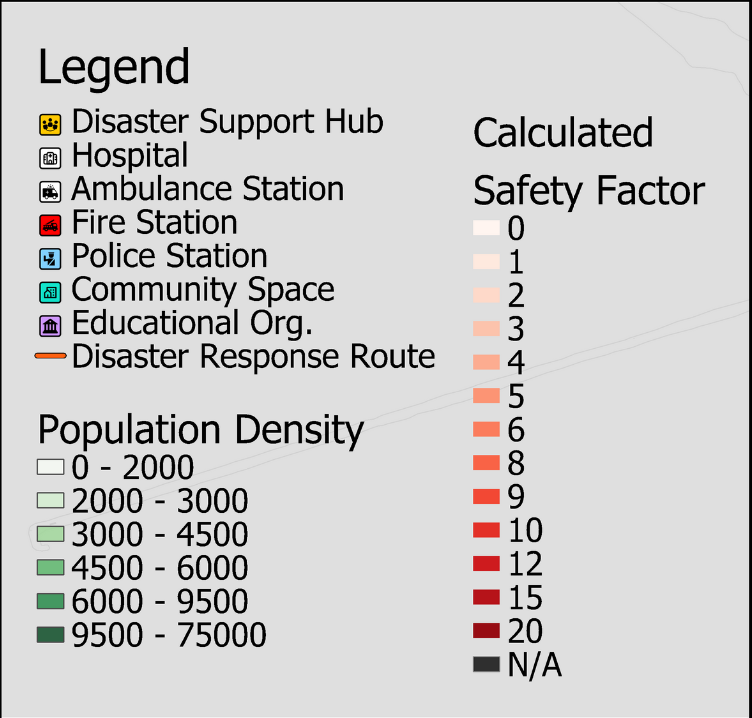 Legend
Disaster Support Hub
Hospital
Ambulance Station
Fire Station
Police Station
Community Space
Educational Org.
Disaster Response Route
Population Density
0 - 2000
2000 - 3000
3000 - 4500
4500 - 6000
6000 - 9500
9500 - 75000
Calculated
Safety Factor
0
1
2
3
4
5
6
8
9
10
12
15
20
N/A